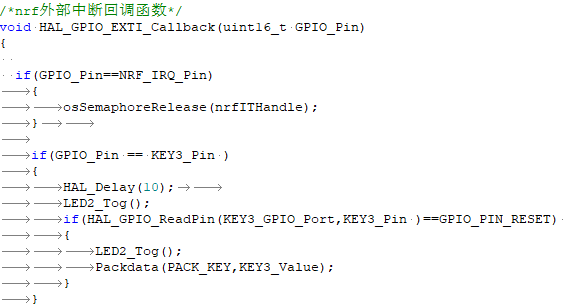 /*nrf外部中断回调函数*/
void HAL_GPIO_EXTI_Callback(uint16_t GPIO_Pin)
{
if(GPIO_Pin==NRF_IRQ_Pin)
{
osSemaphoreRelease(nrfITHandle);
}
if(GPIO_Pin == KEY3_Pin )
{
HAL_Delay(10);
LED2_Tog();
if(HAL_GPIO_ReadPin(KEY3_GPIO_Port,KEY3_Pin )==GPIO_PIN_RESET)
{
LED2_Tog();
Packdata(PACK_KEY,KEY3_Value);
}
}